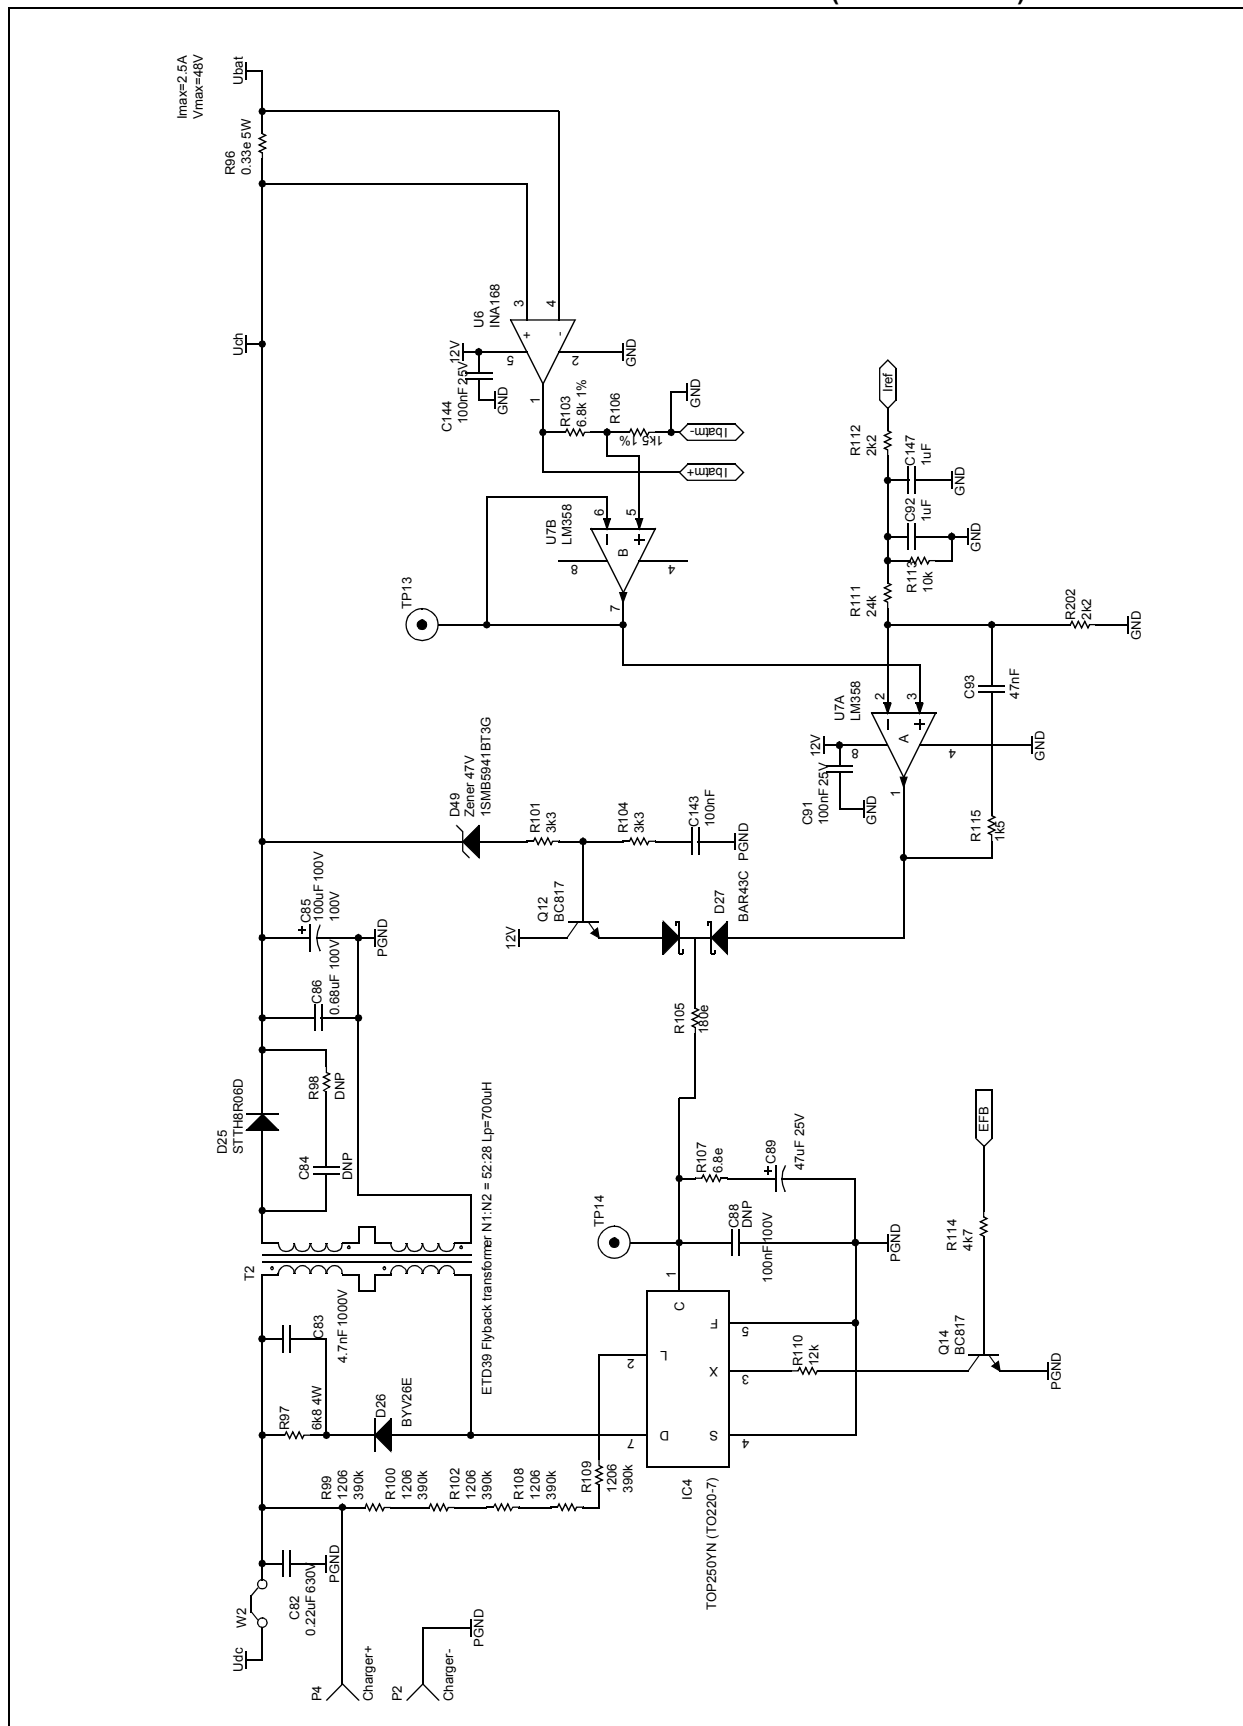 Imax=2.5A
Vmax=48V
Ubat
R96
0.33e 5W
Uch
U6
INA168
3
4
+
-
5
2
1
12V
GND
C144
100nF 25V
GND
R103
6.8k 1%
R106
1k5 1%
GND
Ibatm-
Ibatm+
U7B
LM358
6
5
B
8
4
7
TP13
Iref
R112
2k2
C147
1uF
GND
C92
1uF
GND
R113
10k
R111
24k
R202
2k2
GND
C93
47nF
U7A
LM358
2
3
A
12V
8
4
GND
1
C91
100nF 25V
GND
R115
1k5
D49
Zener 47V
1SMB5941BT3G
R101
3k3
R104
3k3
C143
100nF
PGND
Q12
BC817
12V
D27
BAR43C
C85
100uF 100V
100V
+
PGND
C86
0.68uF 100V
R105
180e
D25
STTH8R06D
R98
DNP
C84
DNP
T2
ETD39 Flyback transformer N1:N2 = 52:28 Lp=700uH
R107
6.8e
C89
47uF 25V
+
TP14
C88
DNP
100nF 100V
PGND
EFB
R114
4k7
Q14
BC817
PGND
R110
12k
1
C
2
L
7
D
5
F
3
X
4
S
IC4
TOP250YN (TO220-7)
C83
4.7nF 1000V
R97
6k8 4W
D26
BYV26E
R99
1206
390k
R100
1206
390k
R102
1206
390k
R108
1206
390k
R109
1206
390k
C82
0.22uF 630V
PGND
W2
Udc
P4
Charger+
P2
Charger-
PGND